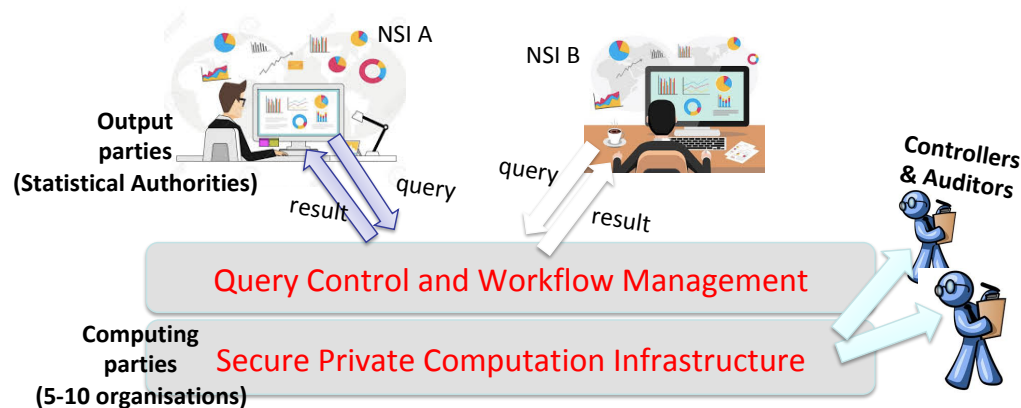 NSI A
NSI B
Output
parties
(Statistical Authorities)
query
result
query
result
Controllers
& Auditors
Query Control and Workflow Management
Computing
parties
(5-10 organisations)
Secure Private Computation Infrastructure